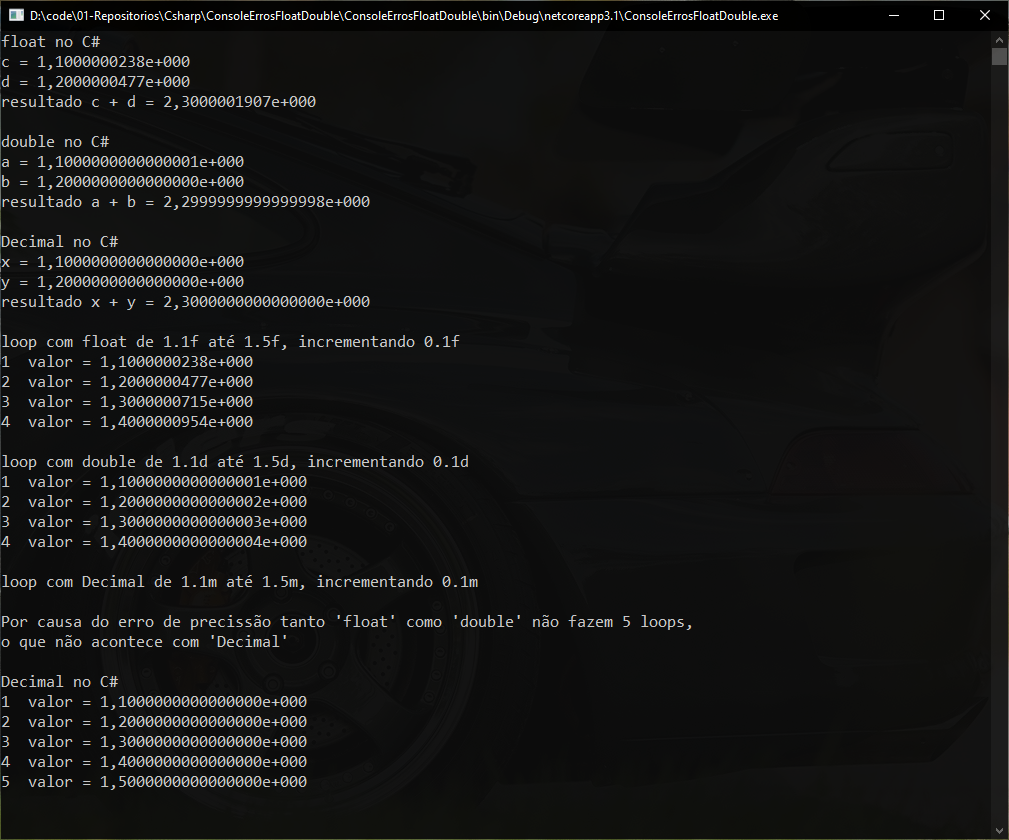 D:\code\01-Repositorios\Csharp\ConsoleErrosFloatDouble\ConsoleErrosFloatDouble\bin\Debug\netcoreapp3.1\ConsoleErrosFloatDouble.exe
float no C#
c = 1,1000000238e+000
d = 1,2000000477e+000
resultado c + d = 2,3000001907e+000
double no C#
a = 1,1000000000000001e+000
b = 1,2000000000000000e+000
resultado a + b = 2,2999999999999998e+000
Decimal no C#
x = 1,1000000000000000e+000
y = 1,2000000000000000e+000
resultado x + y = 2,3000000000000000e+000
loop com float de 1.1f até 1.5f, incrementando 0.1f
1  valor = 1,1000000238e+000
2  valor = 1,2000000477e+000
3  valor = 1,3000000715e+000
4  valor = 1,4000000954e+000
loop com double de 1.1d até 1.5d, incrementando 0.1d
1  valor = 1,1000000000000001e+000
2  valor = 1,2000000000000002e+000
3  valor = 1,3000000000000003e+000
4  valor = 1,4000000000000004e+000
loop com Decimal de 1.1m até 1.5m, incrementando 0.1m
Por causa do erro de precissão tanto 'float' como 'double' não fazem 5 loops,
o que não acontece com 'Decimal'
Decimal no C#
1  valor = 1,1000000000000000e+000
2  valor = 1,2000000000000000e+000
3  valor = 1,3000000000000000e+000
4  valor = 1,4000000000000000e+000
5  valor = 1,5000000000000000e+000